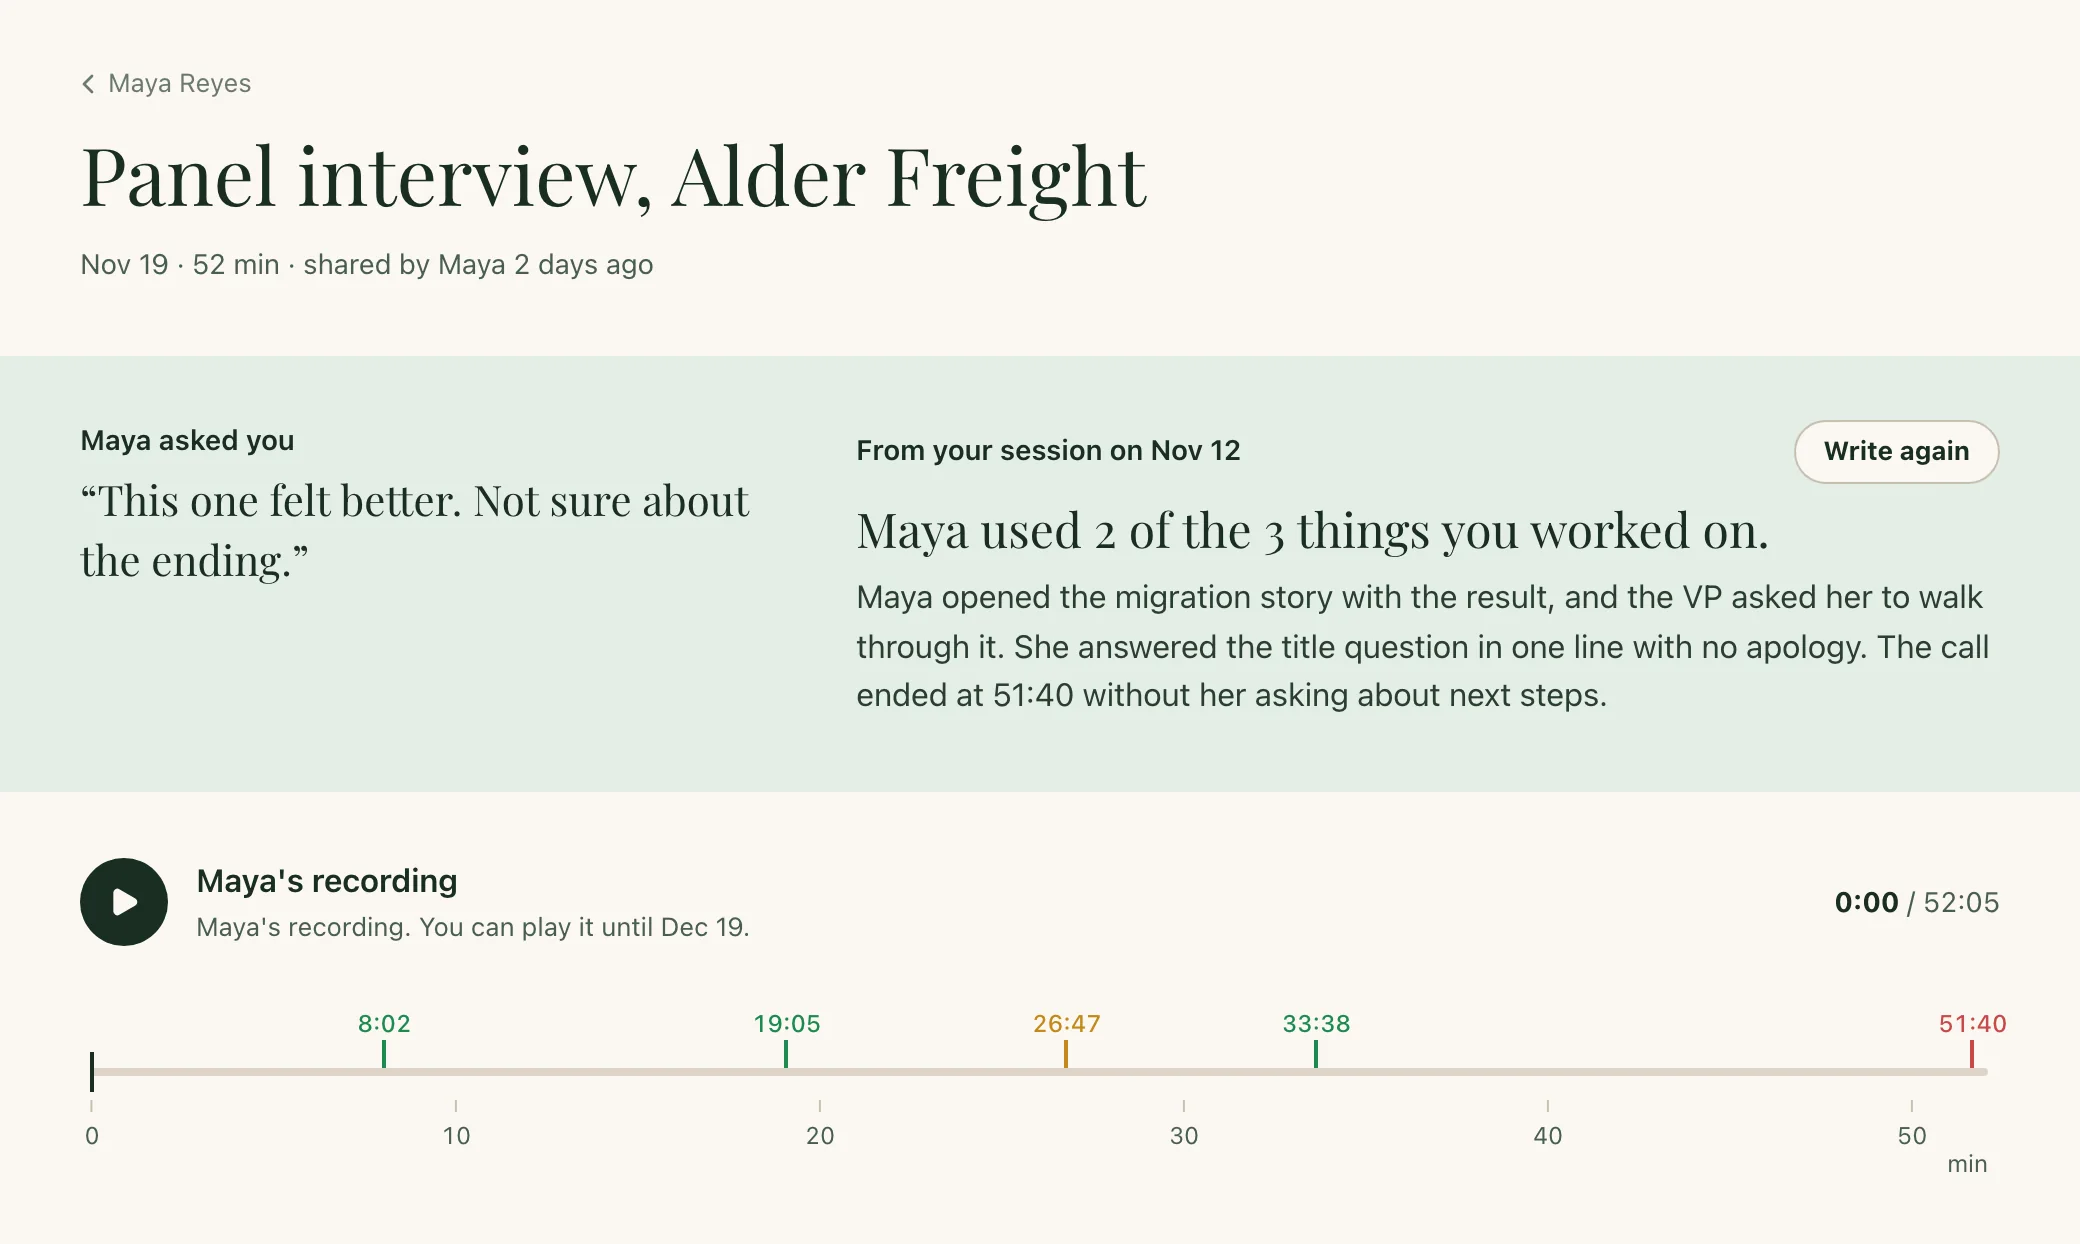 Maya Reyes
Panel interview, Alder Freight
Nov 19 · 52 min · shared by Maya 2 days ago
Maya asked you
“This one felt better. Not sure about
the ending.”
From your session on Nov 12
Write again
Maya used 2 of the 3 things you worked on.
Maya opened the migration story with the result, and the VP asked her to walk
through it. She answered the title question in one line with no apology. The call
ended at 51:40 without her asking about next steps.
Maya's recording
Maya's recording. You can play it until Dec 19.
0:00 / 52:05
8:02 19:05 26:47 33:38 51:40
0 10 20 30 40 50
min